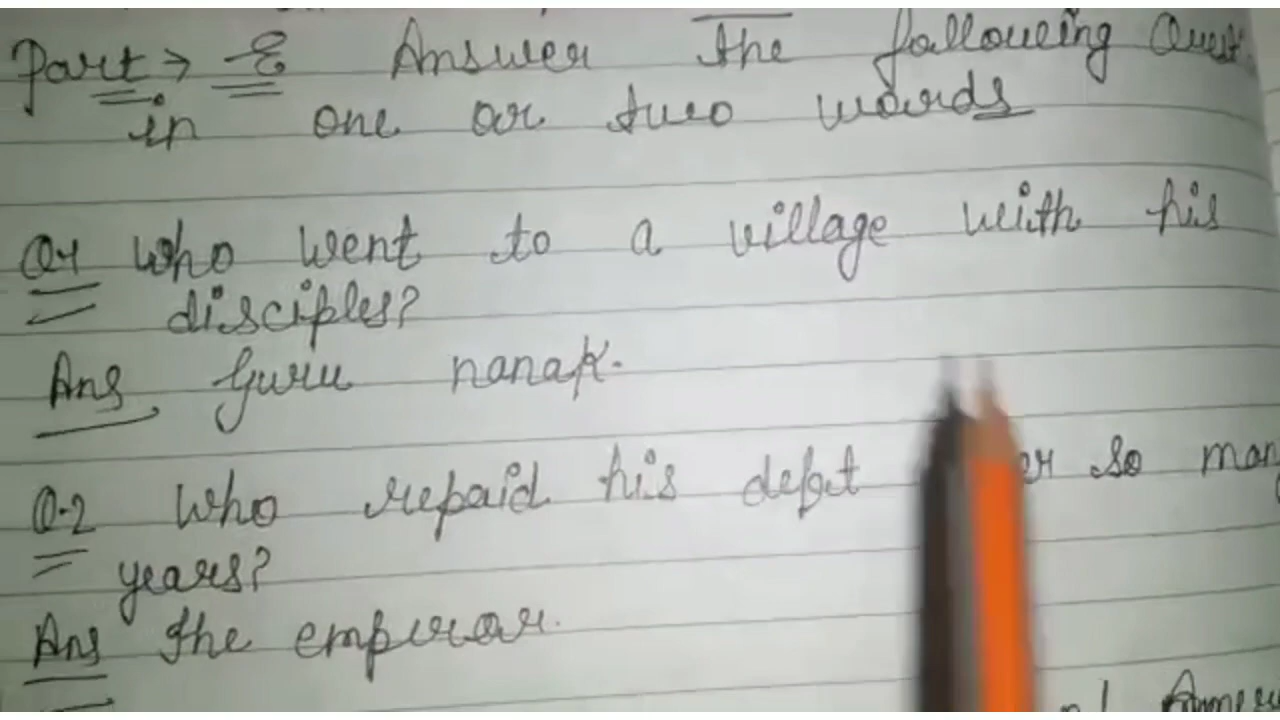 Part > E Answer The following Quest.
in one or two words
Q1 Who went to a village with his
disciples?
Ans Guru nanak.
Q.2 Who repaid his debt so many
years?
Ans The emperor.